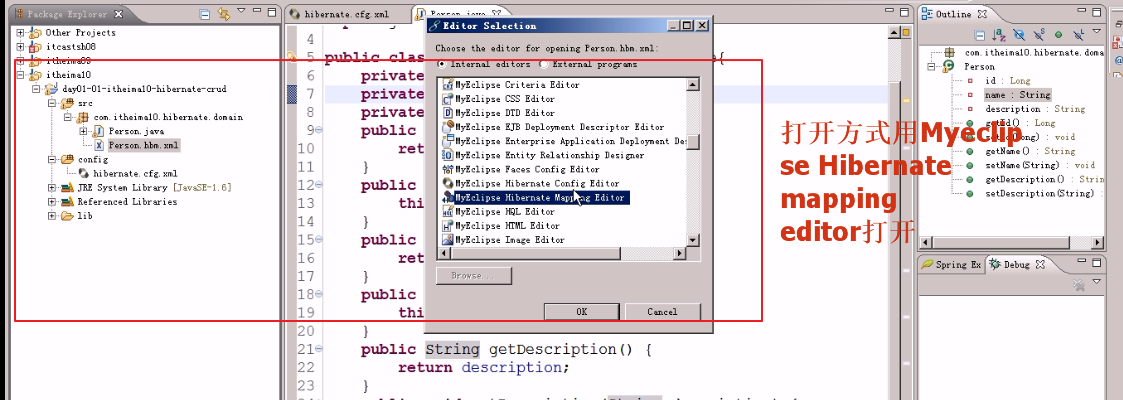 Package Explorer
Other Projects
itcastsh08
itheima09
itheima10
day01-01-itheima10-hibernate-crud
src
com.itheima10.hibernate.domain
Person.java
Person.hbm.xml
config
hibernate.cfg.xml
JRE System Library [JavaSE-1.6]
Referenced Libraries
lib
hibernate.cfg.xml
Person.java
4
5 public clas
{
6 private
7 private
8 private
9 public
10 ret
11 }
12 public
13 thi
14 }
15 public
16 ret
17 }
18 public
19 thi
20 }
21 public String getDescription() {
22 return description;
23 }
Editor Selection
Choose the editor for opening Person.hbm.xml:
Internal editors
External programs
MyEclipse Criteria Editor
MyEclipse CSS Editor
MyEclipse DTD Editor
MyEclipse EJB Deployment Descriptor Editor
MyEclipse Enterprise Application Deployment Des
MyEclipse Entity Relationship Designer
MyEclipse Faces Config Editor
MyEclipse Hibernate Config Editor
MyEclipse Hibernate Mapping Editor
MyEclipse HQL Editor
MyEclipse HTML Editor
MyEclipse Image Editor
Browse...
OK
Cancel
打开方式用Myeclip
se Hibernate
mapping
editor打开
Outline
com.itheima10.hibernate.doma
Person
id : Long
name : String
description : String
getId() : Long
setId(Long) : void
getName() : String
setName(String) : void
getDescription() : Strin
setDescription(String) :
Spring Ex
Debug